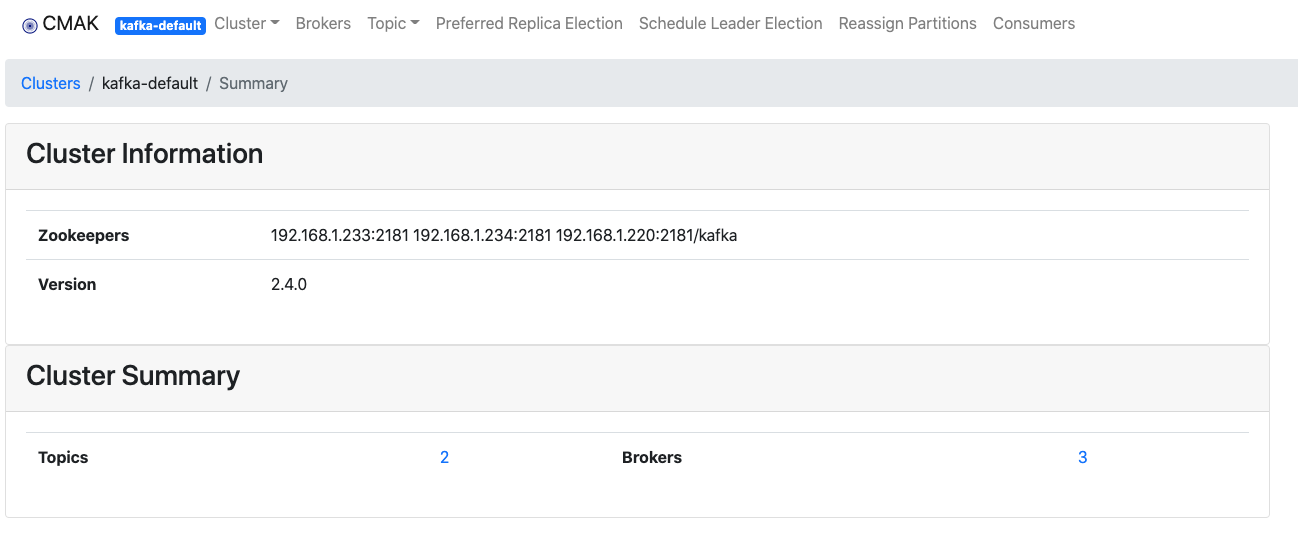 CMAK kafka-default Cluster Brokers Topic Preferred Replica Election Schedule Leader Election Reassign Partitions Consumers
Clusters / kafka-default / Summary
Cluster Information
Zookeepers 192.168.1.233:2181 192.168.1.234:2181 192.168.1.220:2181/kafka
Version 2.4.0
Cluster Summary
Topics 2 Brokers 3